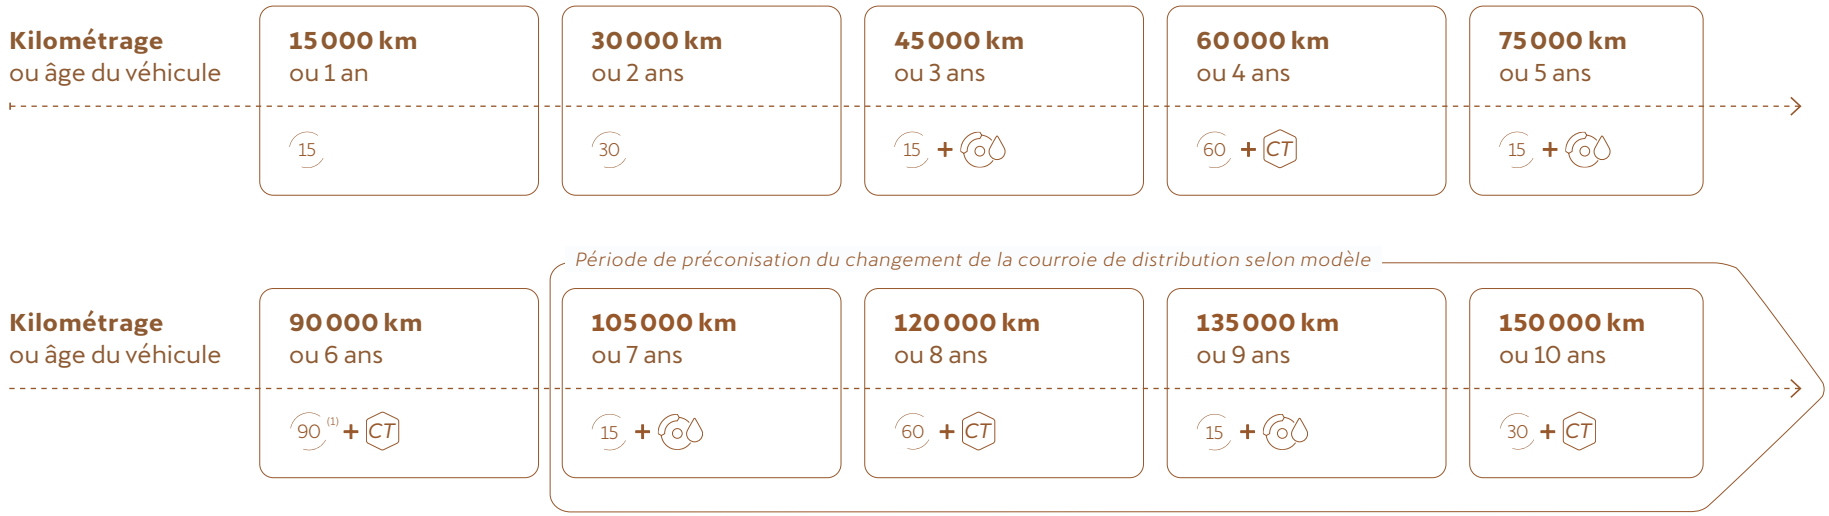 Kilométrage
ou âge du véhicule
15 000 km
ou 1 an
15
30 000 km
ou 2 ans
30
45 000 km
ou 3 ans
15 +
60 000 km
ou 4 ans
60 + CT
75 000 km
ou 5 ans
15 +
Période de préconisation du changement de la courroie de distribution selon modèle
Kilométrage
ou âge du véhicule
90 000 km
ou 6 ans
90 (1) + CT
105 000 km
ou 7 ans
15 +
120 000 km
ou 8 ans
60 + CT
135 000 km
ou 9 ans
15 +
150 000 km
ou 10 ans
30 + CT